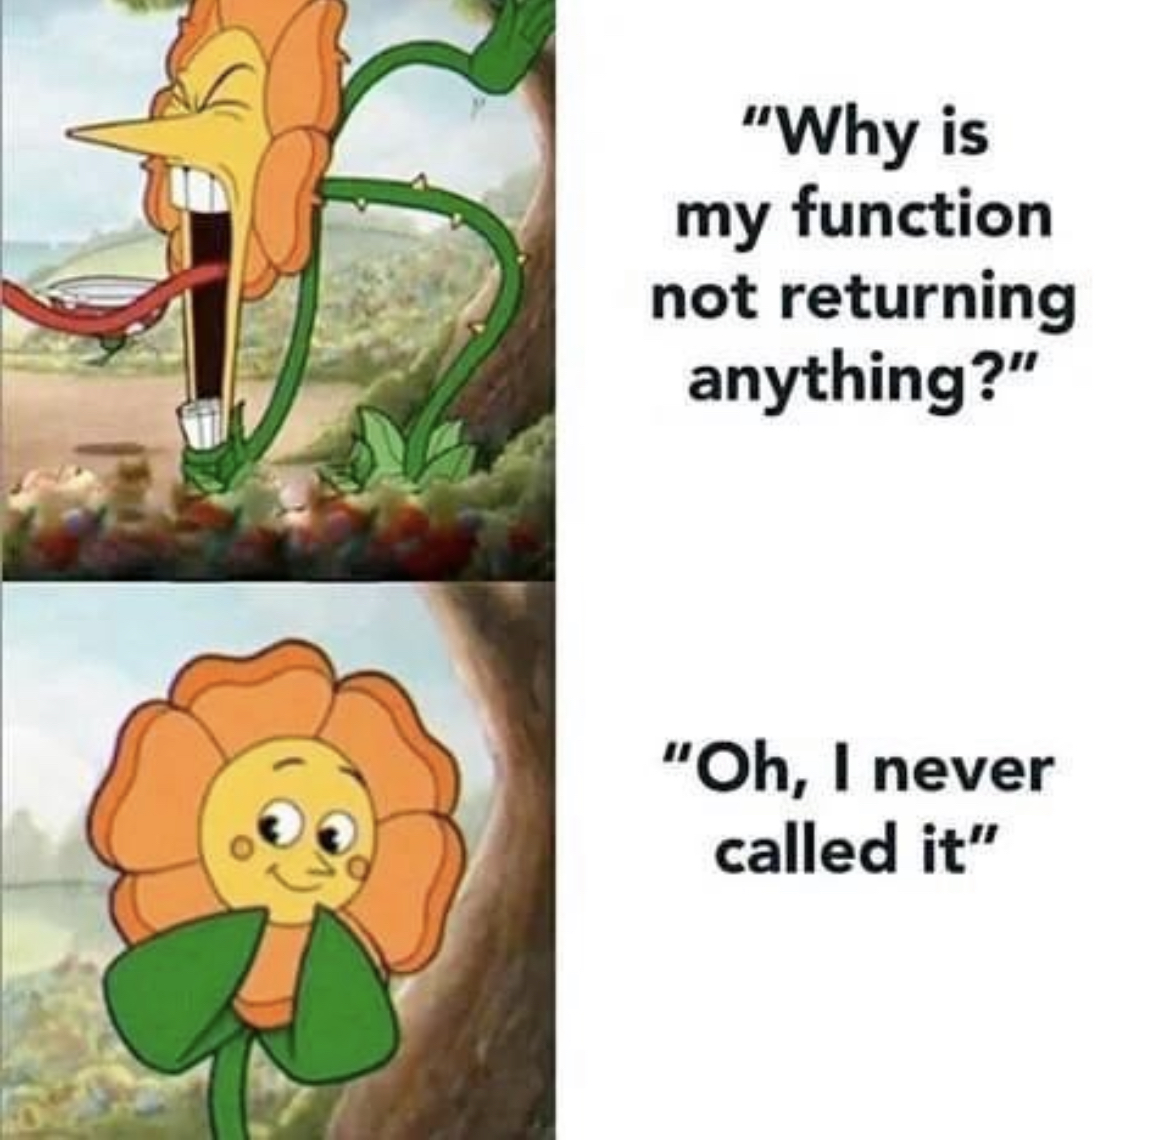 “Why is
my function
not returning
anything?”
“Oh, I never
called it”